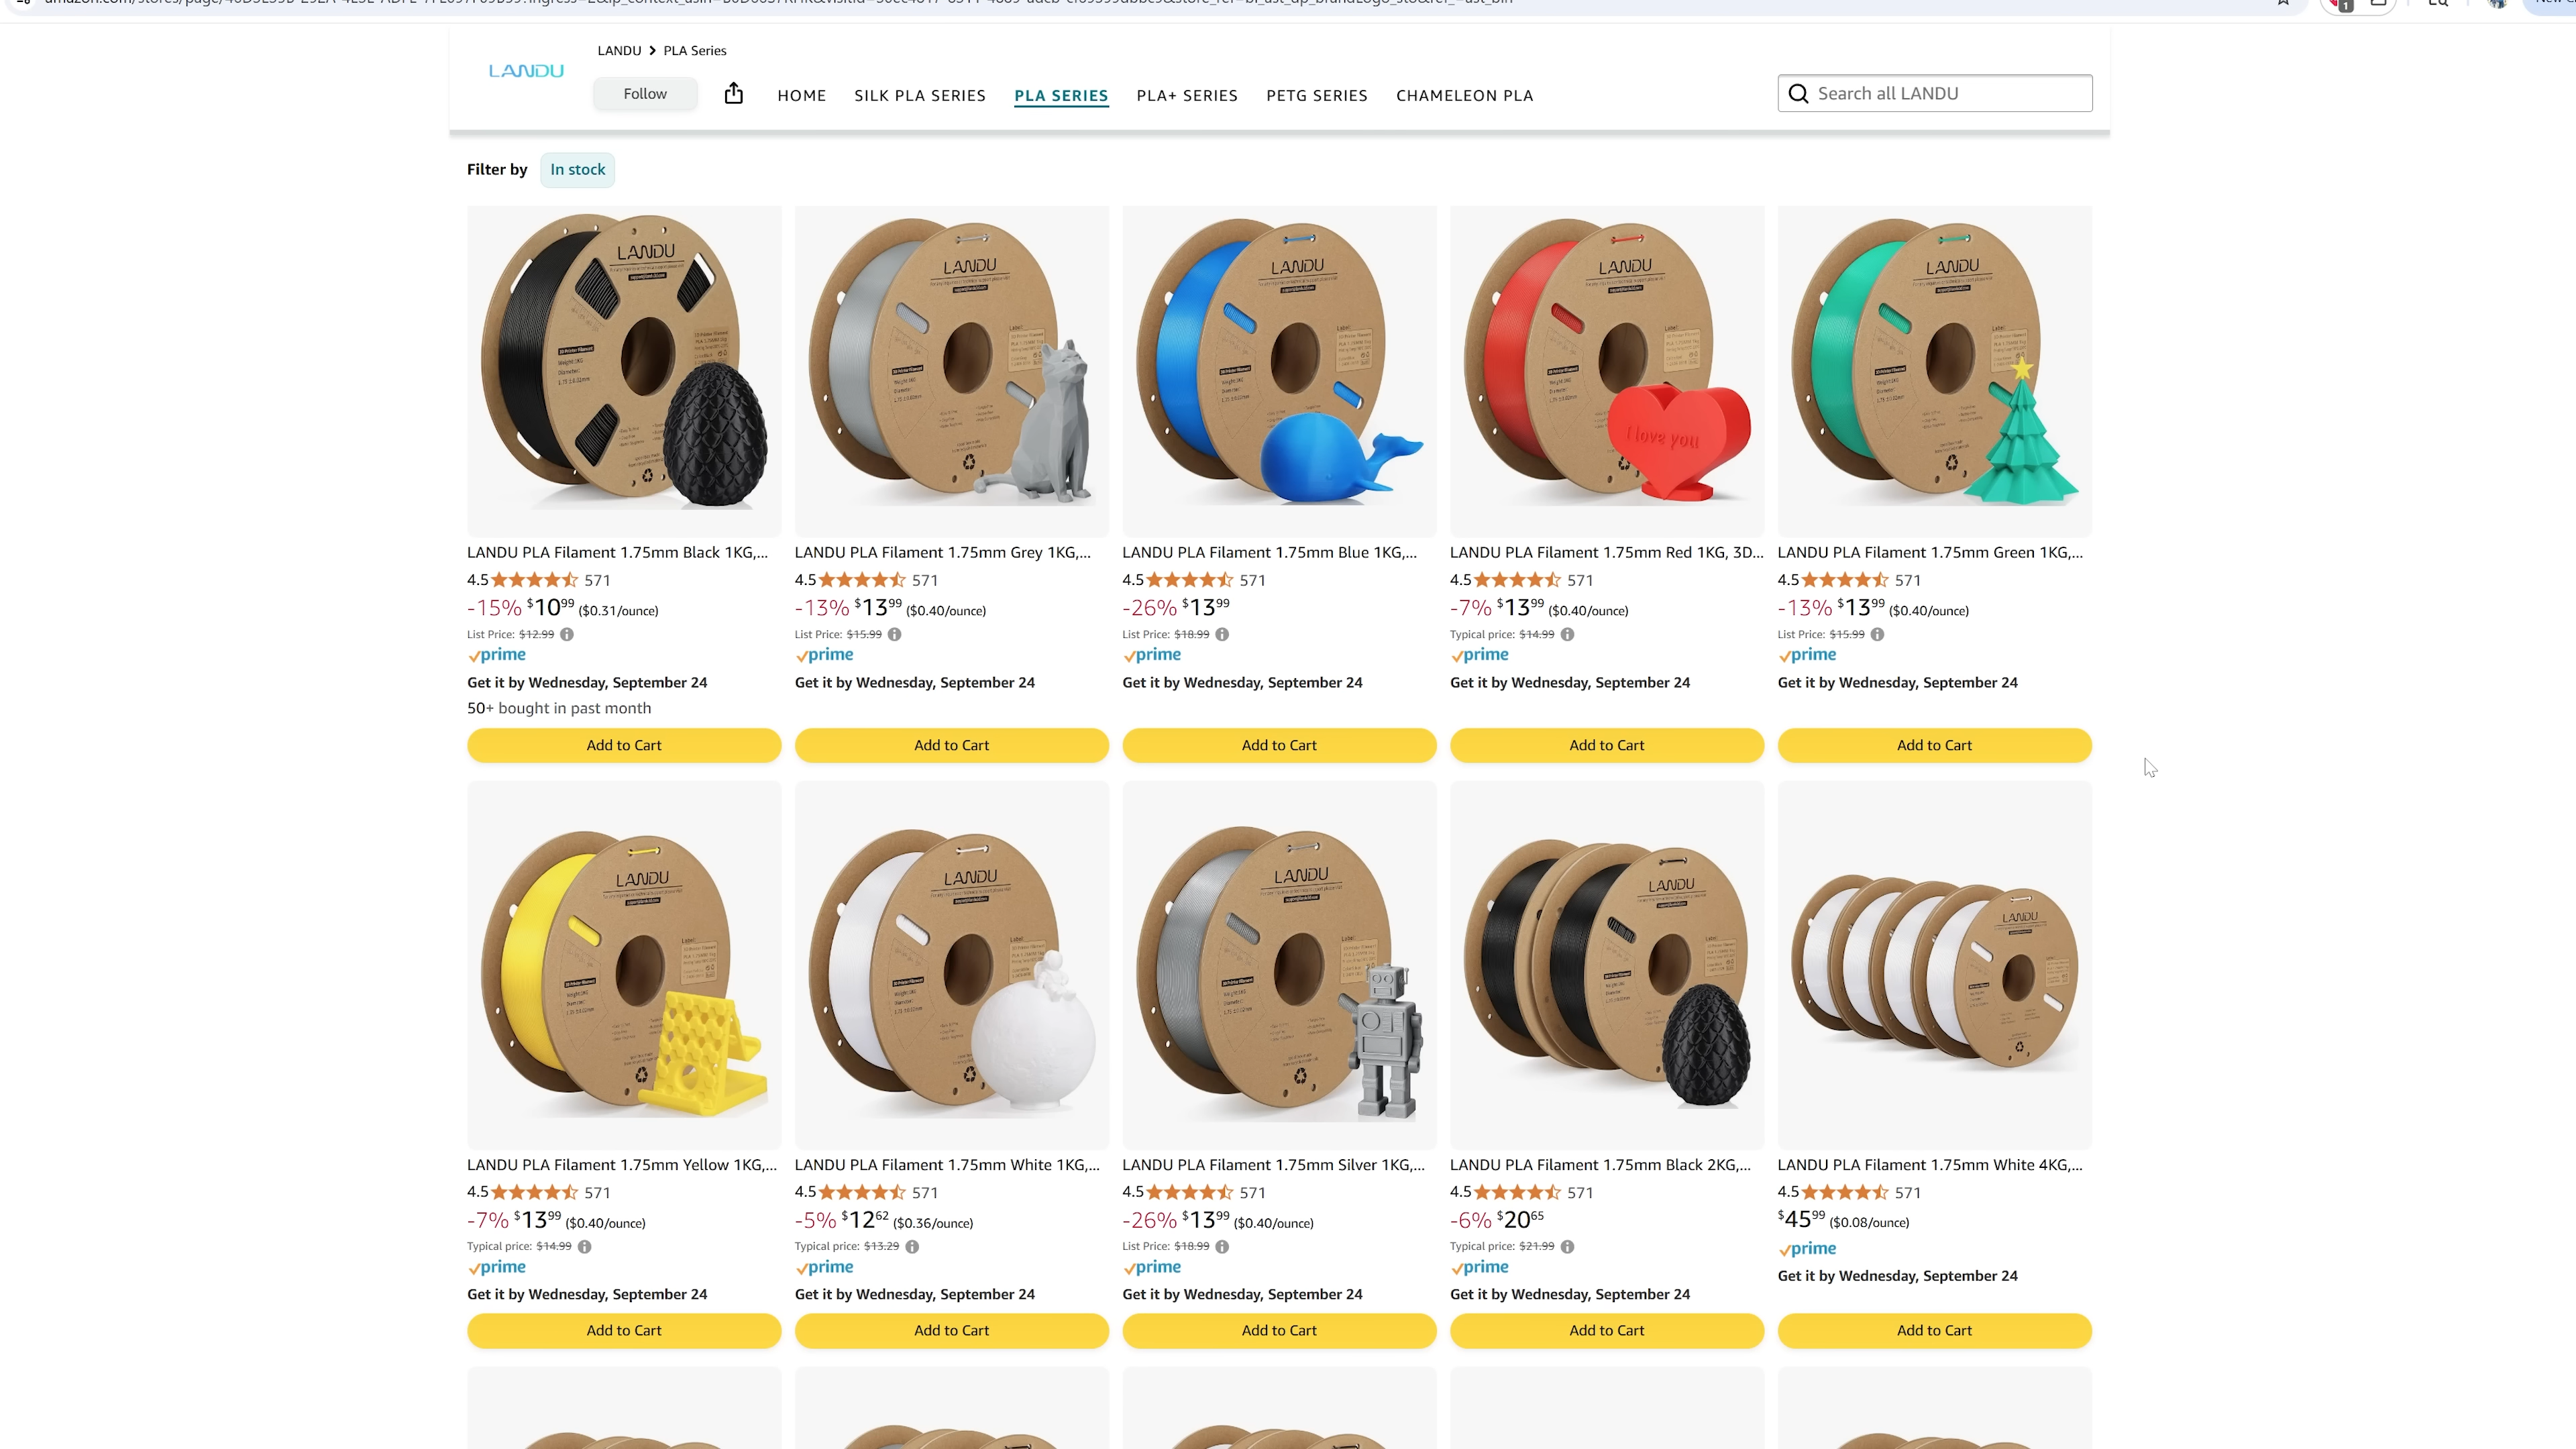 LANDU > PLA Series
LANDU
Follow
HOME
SILK PLA SERIES
PLA SERIES
PLA+ SERIES
PETG SERIES
CHAMELEON PLA
Search all LANDU
Filter by
In stock
LANDU
LANDU
LANDU
LANDU
I love you
LANDU
LANDU PLA Filament 1.75mm Black 1KG,...
4.5 571
-15% $10.99 ($0.31/ounce)
List Price: $12.99
prime
Get it by Wednesday, September 24
50+ bought in past month
Add to Cart
LANDU PLA Filament 1.75mm Grey 1KG,...
4.5 571
-13% $13.99 ($0.40/ounce)
List Price: $15.99
prime
Get it by Wednesday, September 24
Add to Cart
LANDU PLA Filament 1.75mm Blue 1KG,...
4.5 571
-26% $13.99
List Price: $18.99
prime
Get it by Wednesday, September 24
Add to Cart
LANDU PLA Filament 1.75mm Red 1KG, 3D...
4.5 571
-7% $13.99 ($0.40/ounce)
Typical price: $14.99
prime
Get it by Wednesday, September 24
Add to Cart
LANDU PLA Filament 1.75mm Green 1KG,...
4.5 571
-13% $13.99 ($0.40/ounce)
List Price: $15.99
prime
Get it by Wednesday, September 24
Add to Cart
LANDU
LANDU
LANDU
LANDU
LANDU
LANDU PLA Filament 1.75mm Yellow 1KG,...
4.5 571
-7% $13.99 ($0.40/ounce)
Typical price: $14.99
prime
Get it by Wednesday, September 24
Add to Cart
LANDU PLA Filament 1.75mm White 1KG,...
4.5 571
-5% $12.62 ($0.36/ounce)
Typical price: $13.29
prime
Get it by Wednesday, September 24
Add to Cart
LANDU PLA Filament 1.75mm Silver 1KG,...
4.5 571
-26% $13.99 ($0.40/ounce)
List Price: $18.99
prime
Get it by Wednesday, September 24
Add to Cart
LANDU PLA Filament 1.75mm Black 2KG,...
4.5 571
-6% $20.65
Typical price: $21.99
prime
Get it by Wednesday, September 24
Add to Cart
LANDU PLA Filament 1.75mm White 4KG,...
4.5 571
$45.99 ($0.08/ounce)
prime
Get it by Wednesday, September 24
Add to Cart